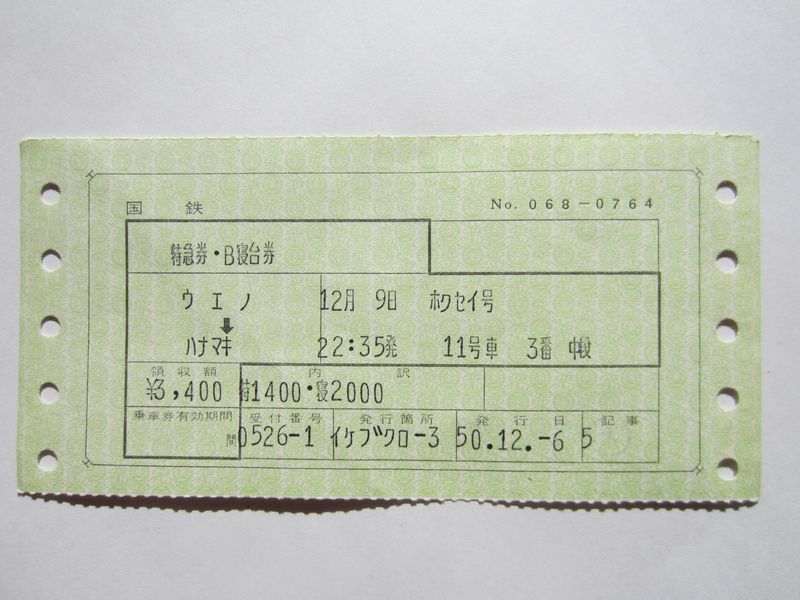 国　鉄
No. 068－0764
特急券・B寝台券
ウエノ
12月 9日 ホクセイ号
⬇
ハナマキ
22:35発 11号車 3番 中段
領収額 内訳
¥3,400 特1400・寝2000
乗車券有効期間 受付番号 発行箇所 発行日 記事
間 0526-1 イケブクロ-3 50.12.-6 5